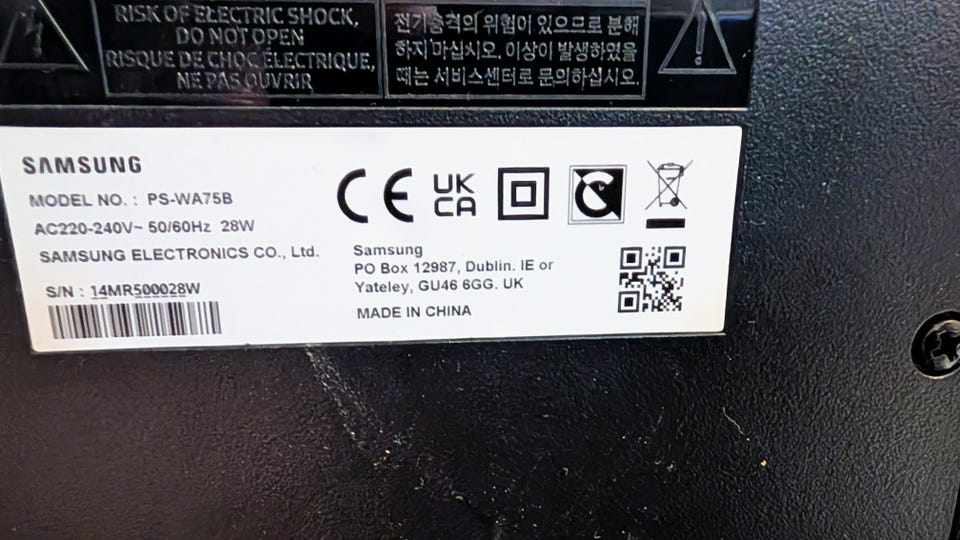 RISK OF ELECTRIC SHOCK,
DO NOT OPEN
RISQUE DE CHOC ÉLECTRIQUE,
NE PAS OUVRIR
전기충격의 위험이 있으므로 분해
하지 마십시오. 이상이 발생하였을
때는 서비스센터로 문의하십시오.
SAMSUNG
MODEL NO. : PS-WA75B
AC220-240V~ 50/60Hz 28W
SAMSUNG ELECTRONICS CO., Ltd.
S/N : 14MR500028W
CE
UK
CA
Samsung
PO Box 12987, Dublin. IE or
Yateley, GU46 6GG. UK
MADE IN CHINA